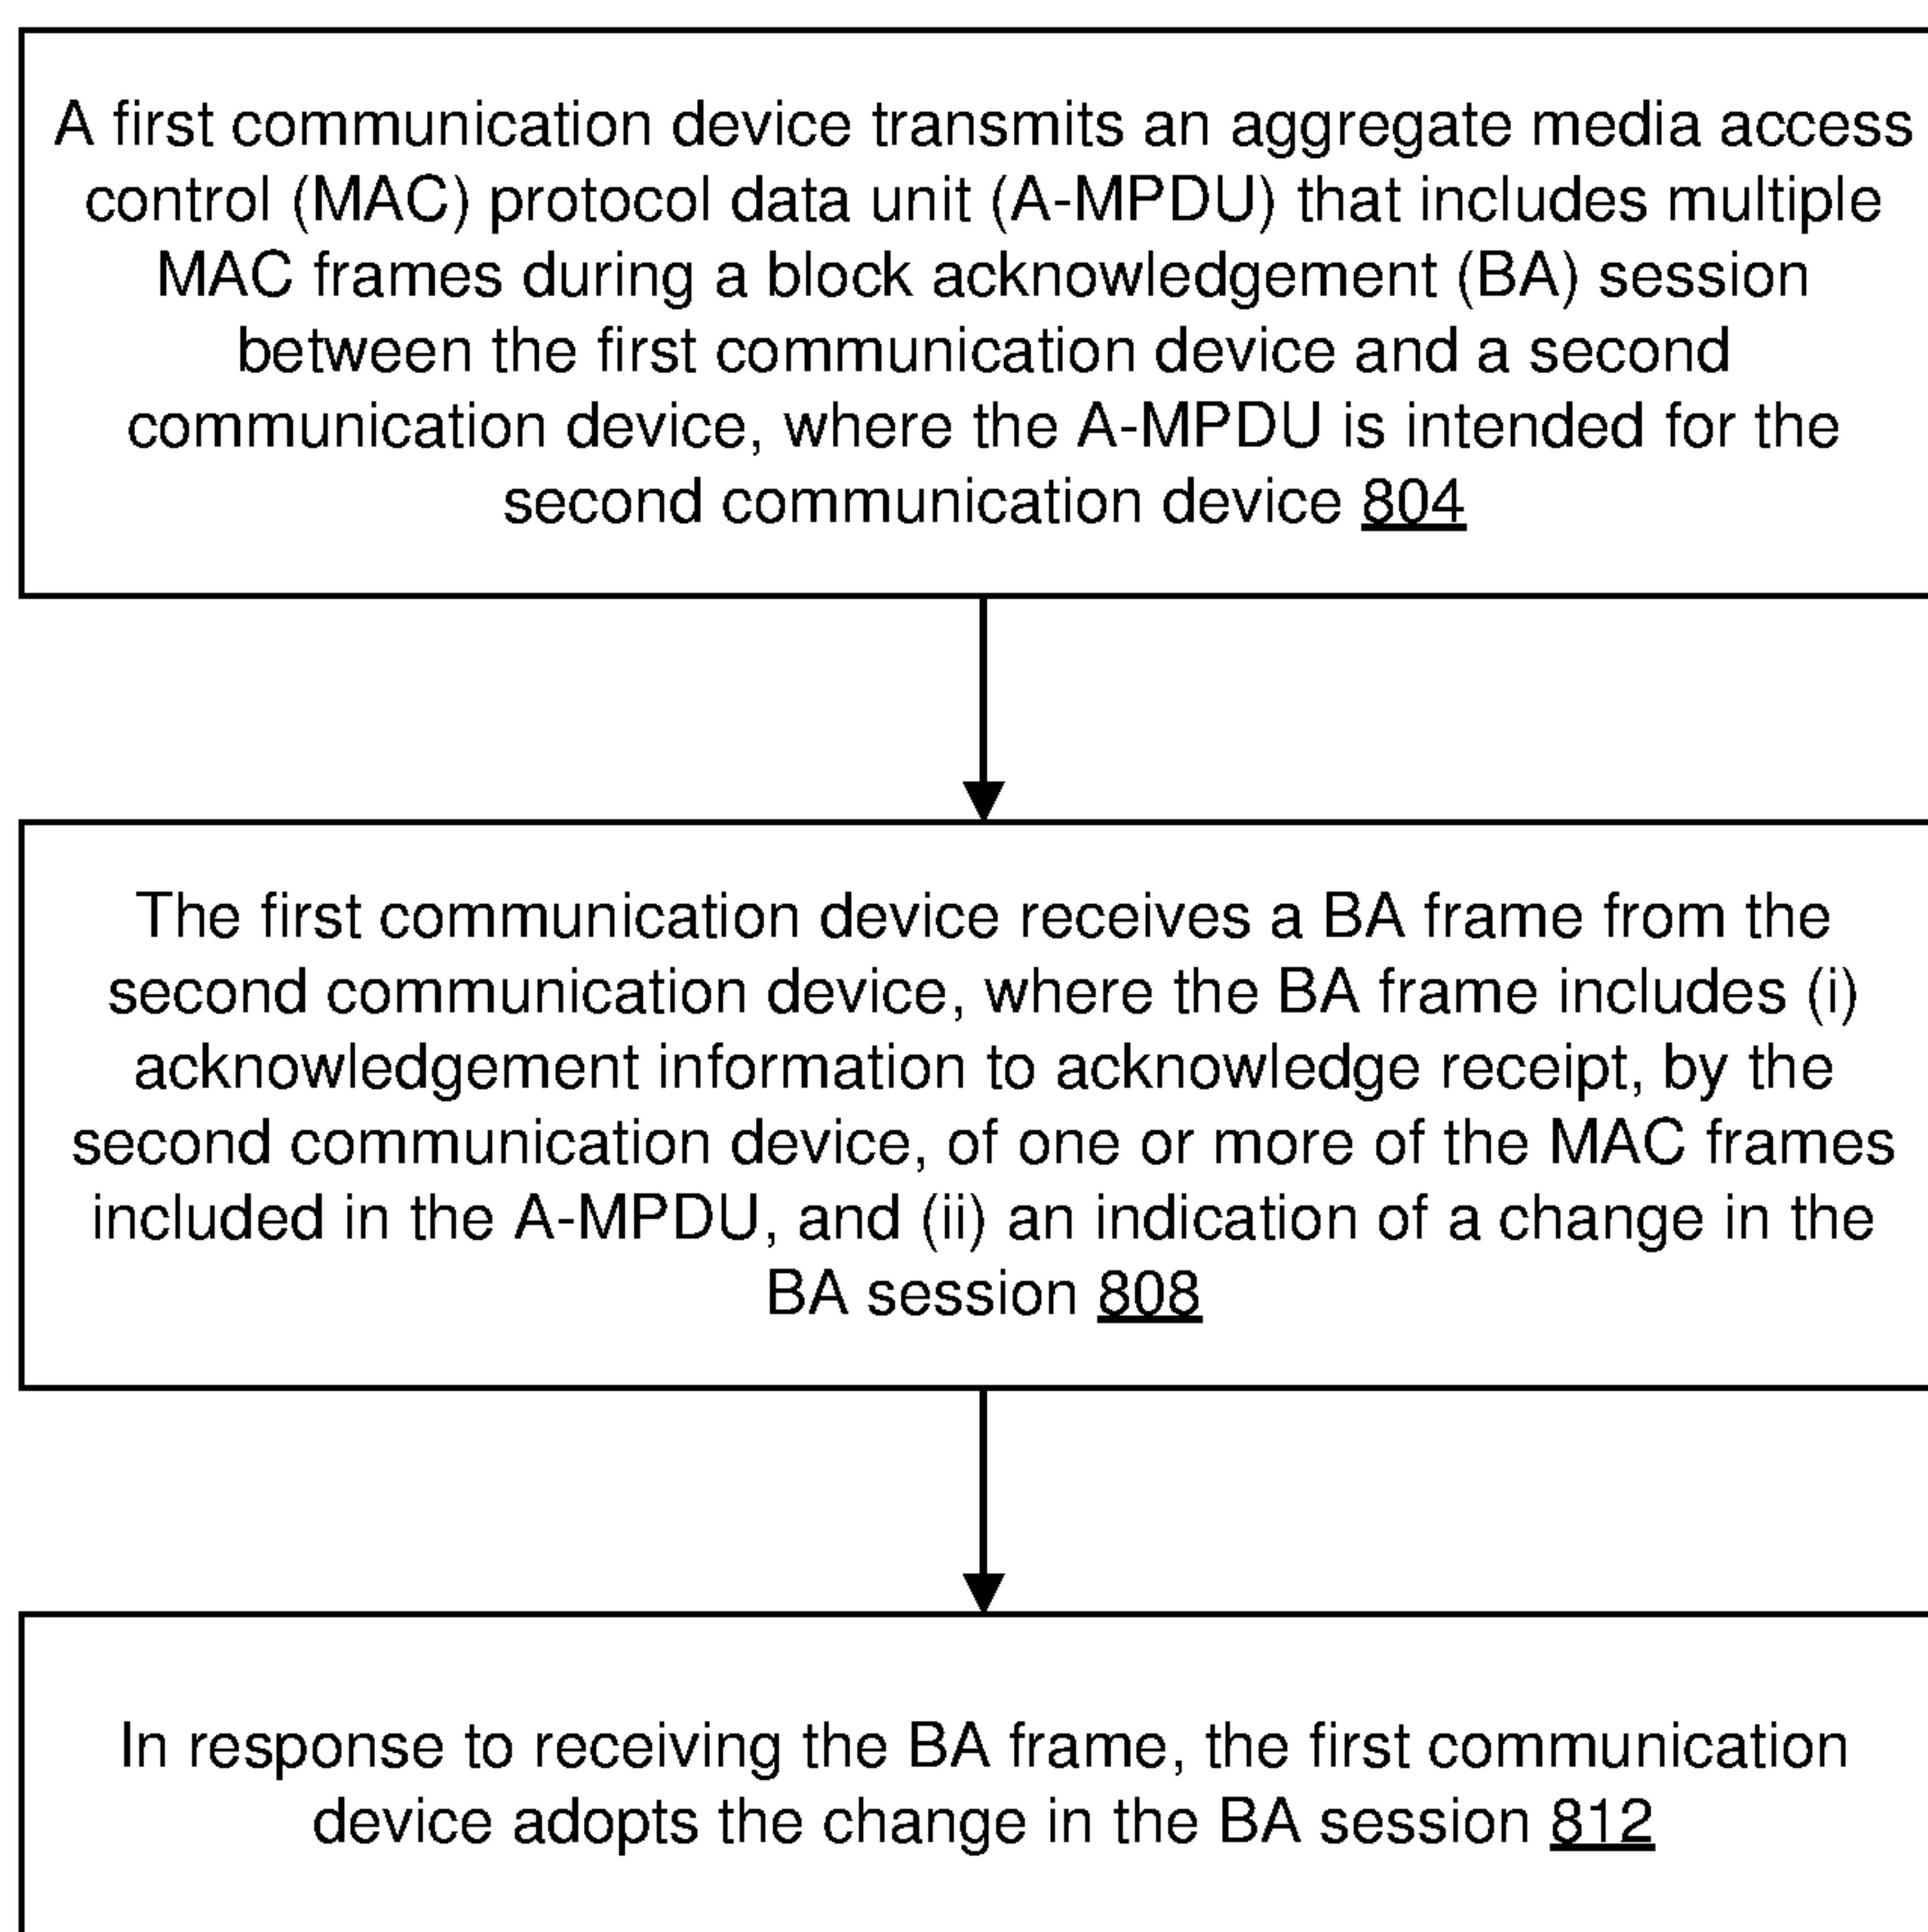 A first communication device transmits an aggregate media access
control (MAC) protocol data unit (A-MPDU) that includes multiple
MAC frames during a block acknowledgement (BA) session
between the first communication device and a second
communication device, where the A-MPDU is intended for the
second communication device 804
The first communication device receives a BA frame from the
second communication device, where the BA frame includes (i)
acknowledgement information to acknowledge receipt, by the
second communication device, of one or more of the MAC frames
included in the A-MPDU, and (ii) an indication of a change in the
BA session 808
In response to receiving the BA frame, the first communication
device adopts the change in the BA session 812